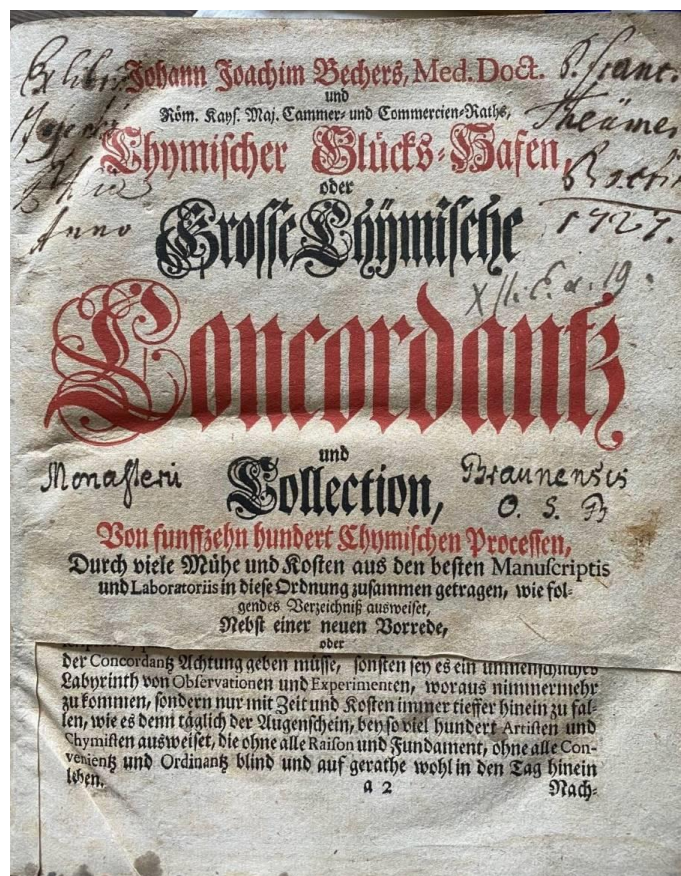 Johann Joachim Bechers, Med. Doct.
und
Röm. Kayſ. Maj. Cammer- und Commercien-Raths,
Chymiſcher Glücks-Hafen,
oder
Groſſe Chymiſche
Concordantz
und
Collection,
Von funffzehn hundert Chymiſchen Proceſſen,
Durch viele Mühe und Koſten aus den beſten Manuſcriptis
und Laboratoriis in dieſe Ordnung zuſammen getragen, wie fol-
gendes Verzeichniß ausweiſet,
Nebſt einer neuen Vorrede,
oder
der Concordantz Achtung geben müſſe, ſonſten ſey es ein unmenſchliches
Labyrinth von Obſervationen und Experimenten, woraus nimmermehr
zu kommen, ſondern nur mit Zeit und Koſten immer tieffer hinein zu fal-
len, wie es denn täglich der Augenſchein, bey ſo viel hundert Artiſten und
Chymiſten ausweiſet, die ohne alle Raiſon und Fundament, ohne alle Con-
venientz und Ordinantz blind und auf gerathe wohl in den Tag hinein
leben.
a 2 Nach-
Ex libris
Anno
P. Franc.
1727.
Monasterii
Braunensis
O. S. B